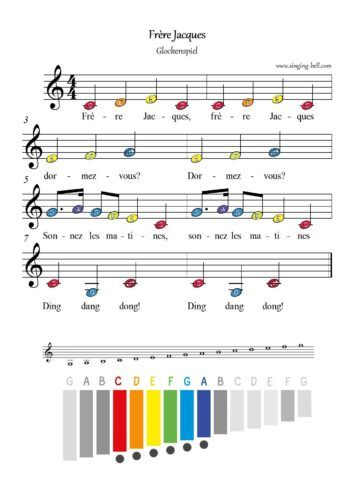 Frère Jacques
Glockenspiel
www.singing-bell.com
Frè - re Jac - ques, frè - re Jac - ques
3
dor - mez - vous? Dor - mez - vous?
5
Son - nez les ma - ti - nes, son - nez les ma - ti - nes,
7
Ding dang dong! Ding dang dong!
G A B C D E F G A B C D E F G